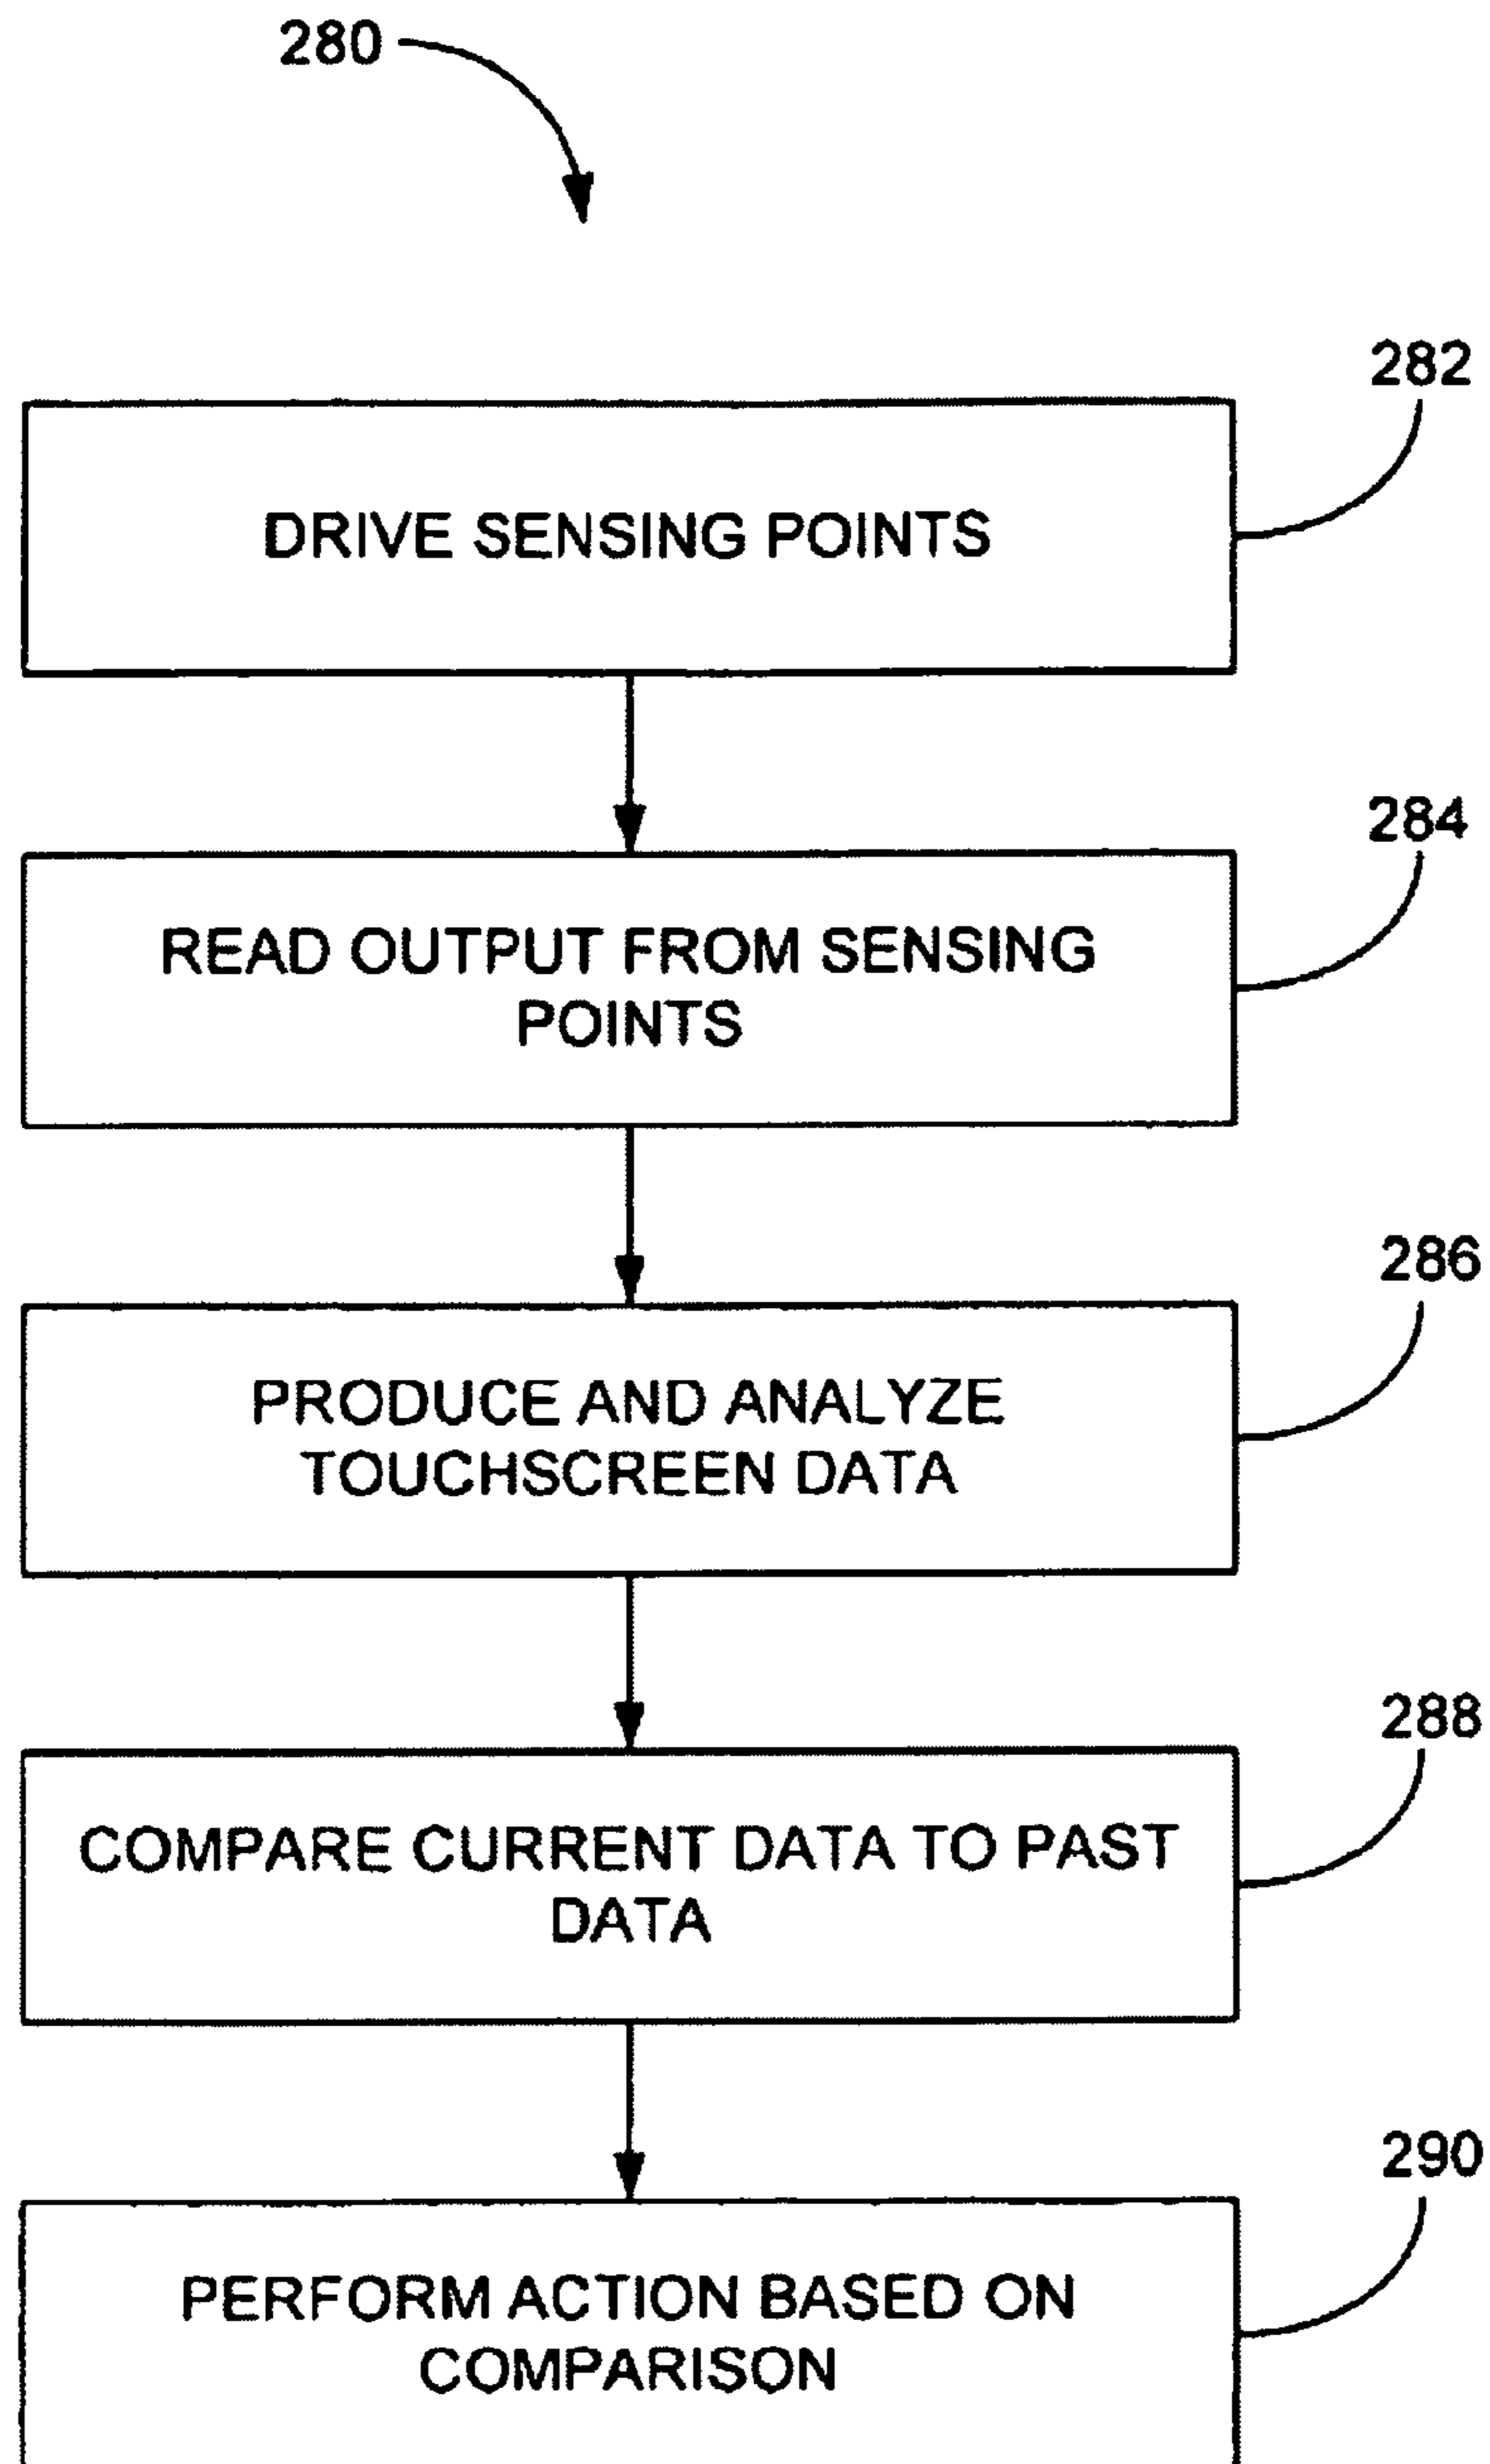 280
282
DRIVE SENSING POINTS
284
READ OUTPUT FROM SENSING
POINTS
286
PRODUCE AND ANALYZE
TOUCHSCREEN DATA
288
COMPARE CURRENT DATA TO PAST
DATA
290
PERFORM ACTION BASED ON
COMPARISON